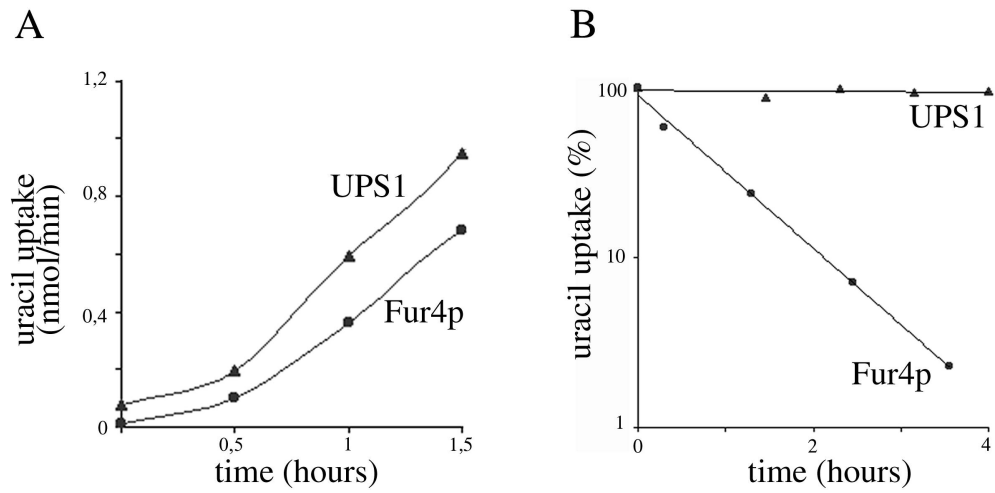 A
uracil uptake
(nmol/min)
1,2
0,8
0,4
0
0,5
1
1,5
time (hours)
UPS1
Fur4p
B
uracil uptake (%)
100
10
1
0
2
4
time (hours)
UPS1
Fur4p